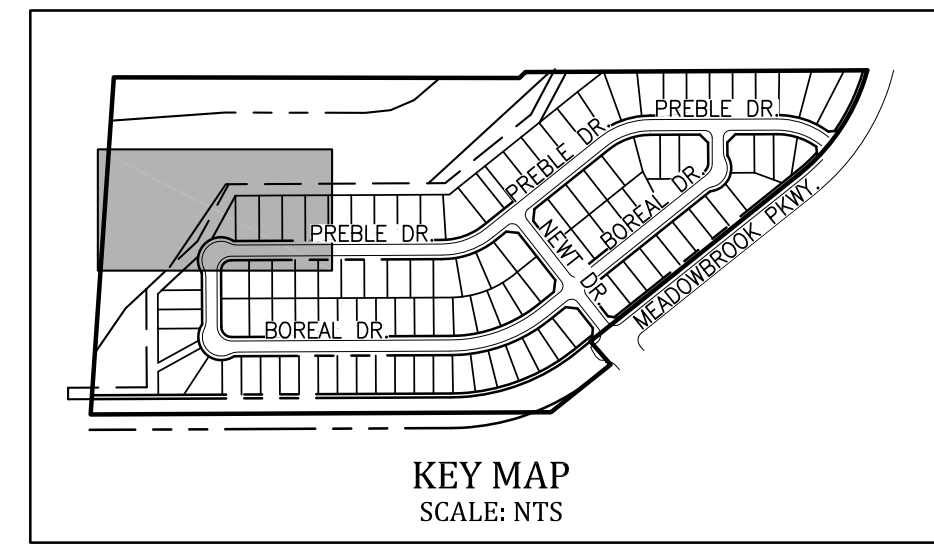 PREBLE DR.
PREBLE DR.
BOREAL DR.
PREBLE DR.
NEWT DR.
MEADOWBROOK PKWY.
BOREAL DR.
KEY MAP
SCALE: NTS